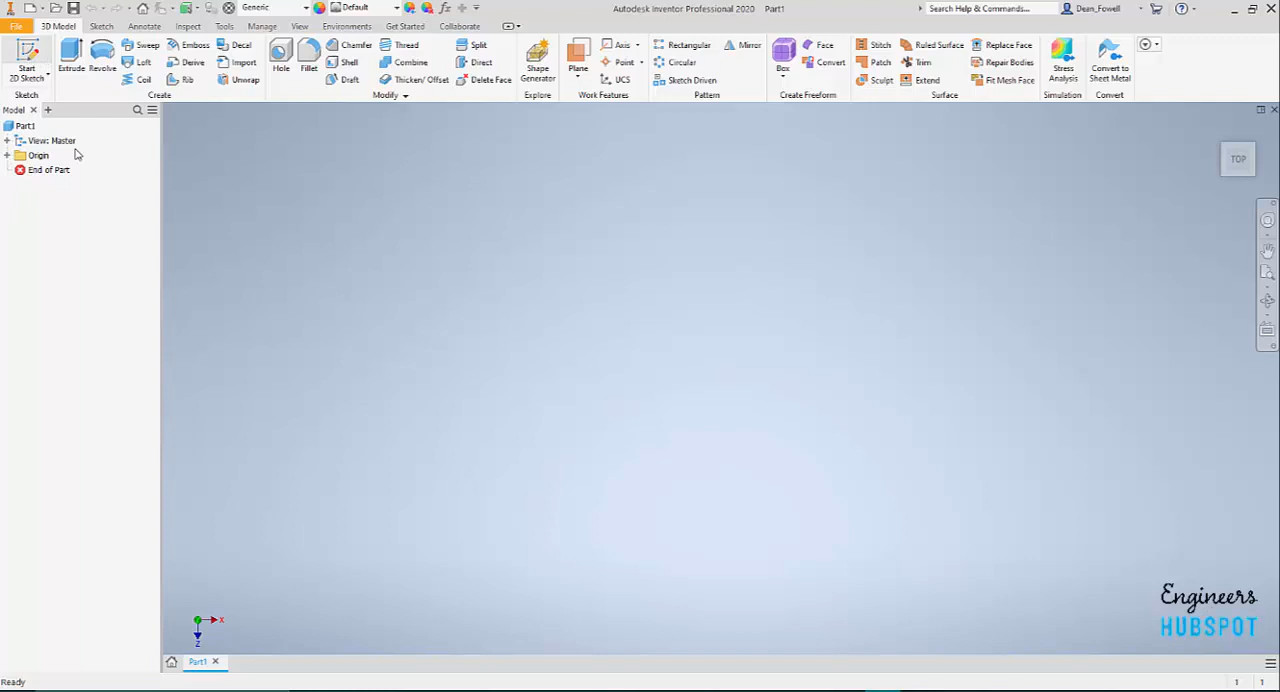 Generic Default Autodesk Inventor Professional 2020 Part1 Search Help & Commands... Dean_Fowell
File 3D Model Sketch Annotate Inspect Tools Manage View Environments Get Started Collaborate
Start 2D Sketch
Extrude Revolve
Sweep Emboss Decal
Loft Derive Import
Coil Rib Unwrap
Hole Fillet
Chamfer Thread Split
Shell Combine Direct
Draft Thicken/ Offset Delete Face
Shape Generator
Plane
Axis
Point
UCS
Rectangular Mirror
Circular
Sketch Driven
Box
Face
Convert
Stitch Ruled Surface Replace Face
Patch Trim Repair Bodies
Sculpt Extend Fit Mesh Face
Stress Analysis
Convert to Sheet Metal
Sketch Create Modify Explore Work Features Pattern Create Freeform Surface Simulation Convert
Model
Part1
View: Master
Origin
End of Part
TOP
X
Z
Engineers
HUBSPOT
Part1
Ready 1 1